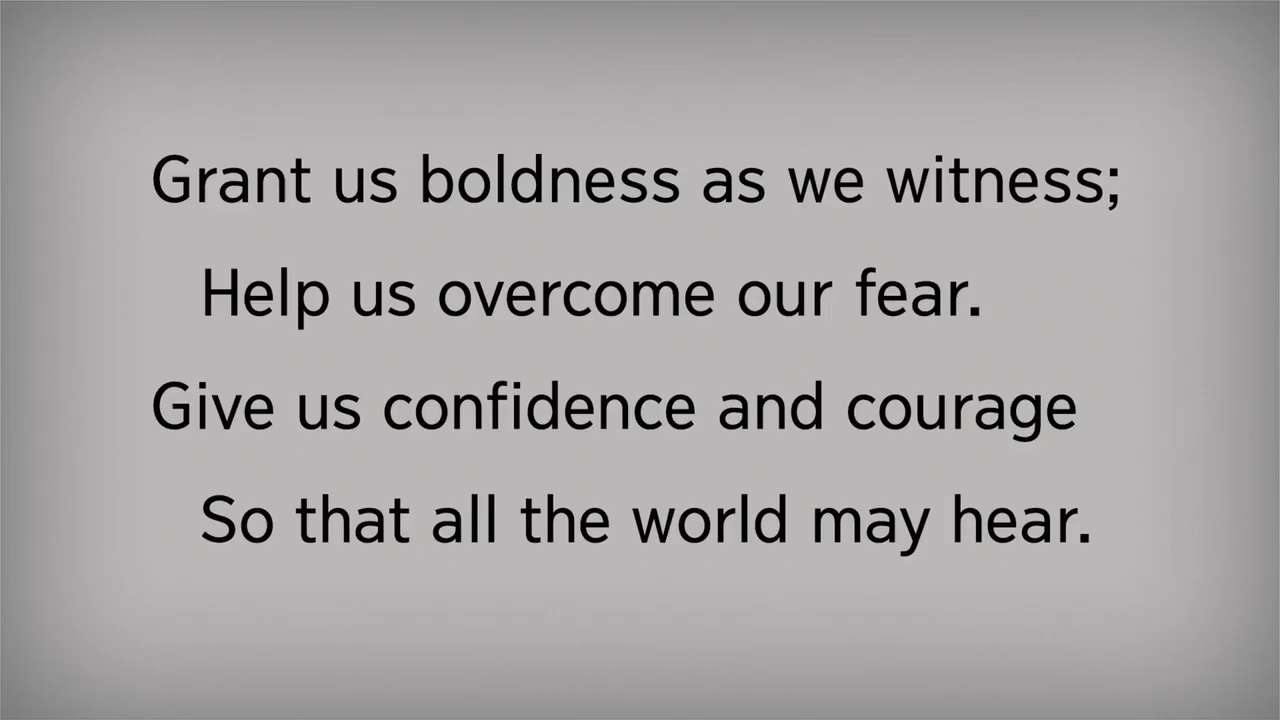 Grant us boldness as we witness;
Help us overcome our fear.
Give us confidence and courage
So that all the world may hear.